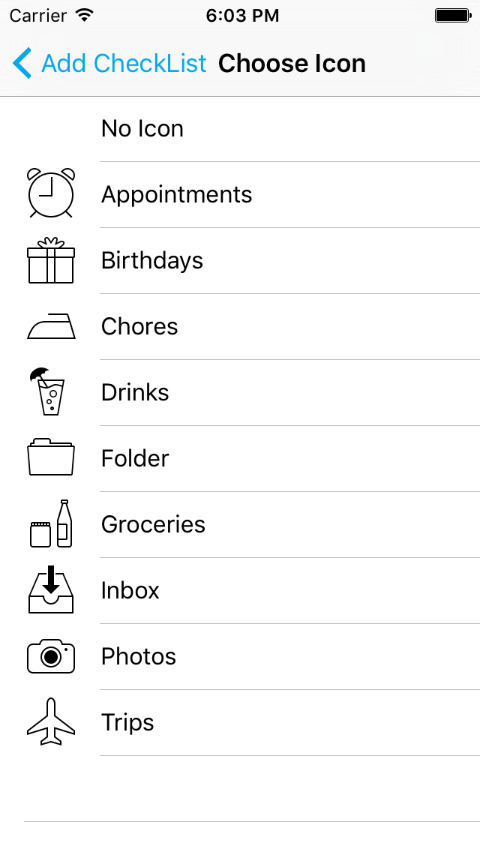 Carrier 6:03 PM
Add CheckList Choose Icon
No Icon
Appointments
Birthdays
Chores
Drinks
Folder
Groceries
Inbox
Photos
Trips